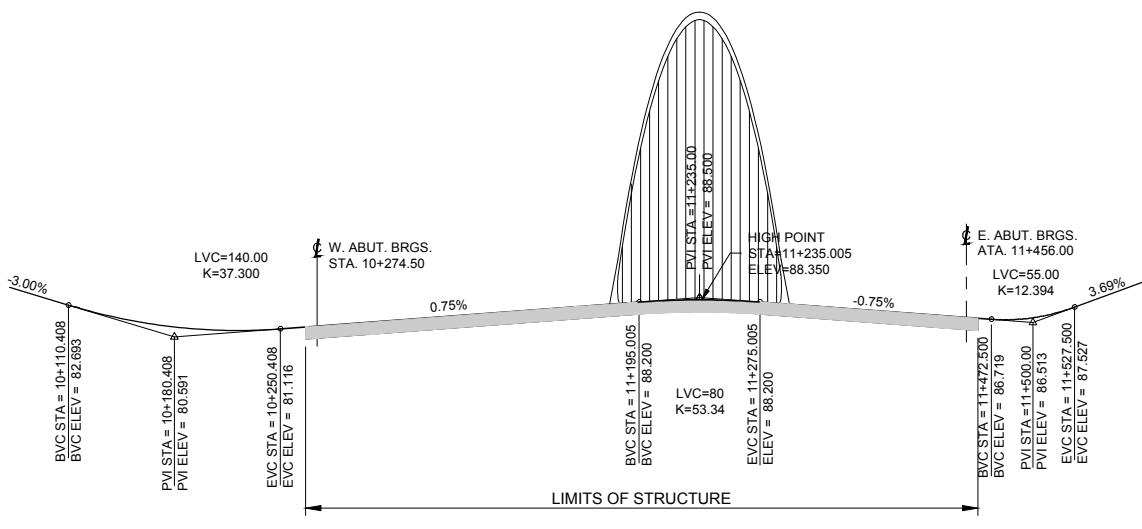 PVI STA =11+235.00
PVI ELEV = 88.500
HIGH POINT
STA=11+235.005
ELEV=88.350
℄ W. ABUT. BRGS.
STA. 10+274.50
℄ E. ABUT. BRGS.
ATA. 11+456.00
LVC=140.00
K=37.300
LVC=55.00
K=12.394
-3.00%
0.75%
-0.75%
3.69%
BVC STA = 10+110.408
BVC ELEV = 82.693
PVI STA = 10+180.408
PVI ELEV = 80.591
EVC STA = 10+250.408
EVC ELEV = 81.116
BVC STA = 11+195.005
BVC ELEV = 88.200
LVC=80
K=53.34
EVC STA = 11+275.005
ELEV = 88.200
BVC STA = 11+472.500
BVC ELEV = 86.719
PVI STA =11+500.00
PVI ELEV = 86.513
EVC STA = 11+527.500
EVC ELEV = 87.527
LIMITS OF STRUCTURE